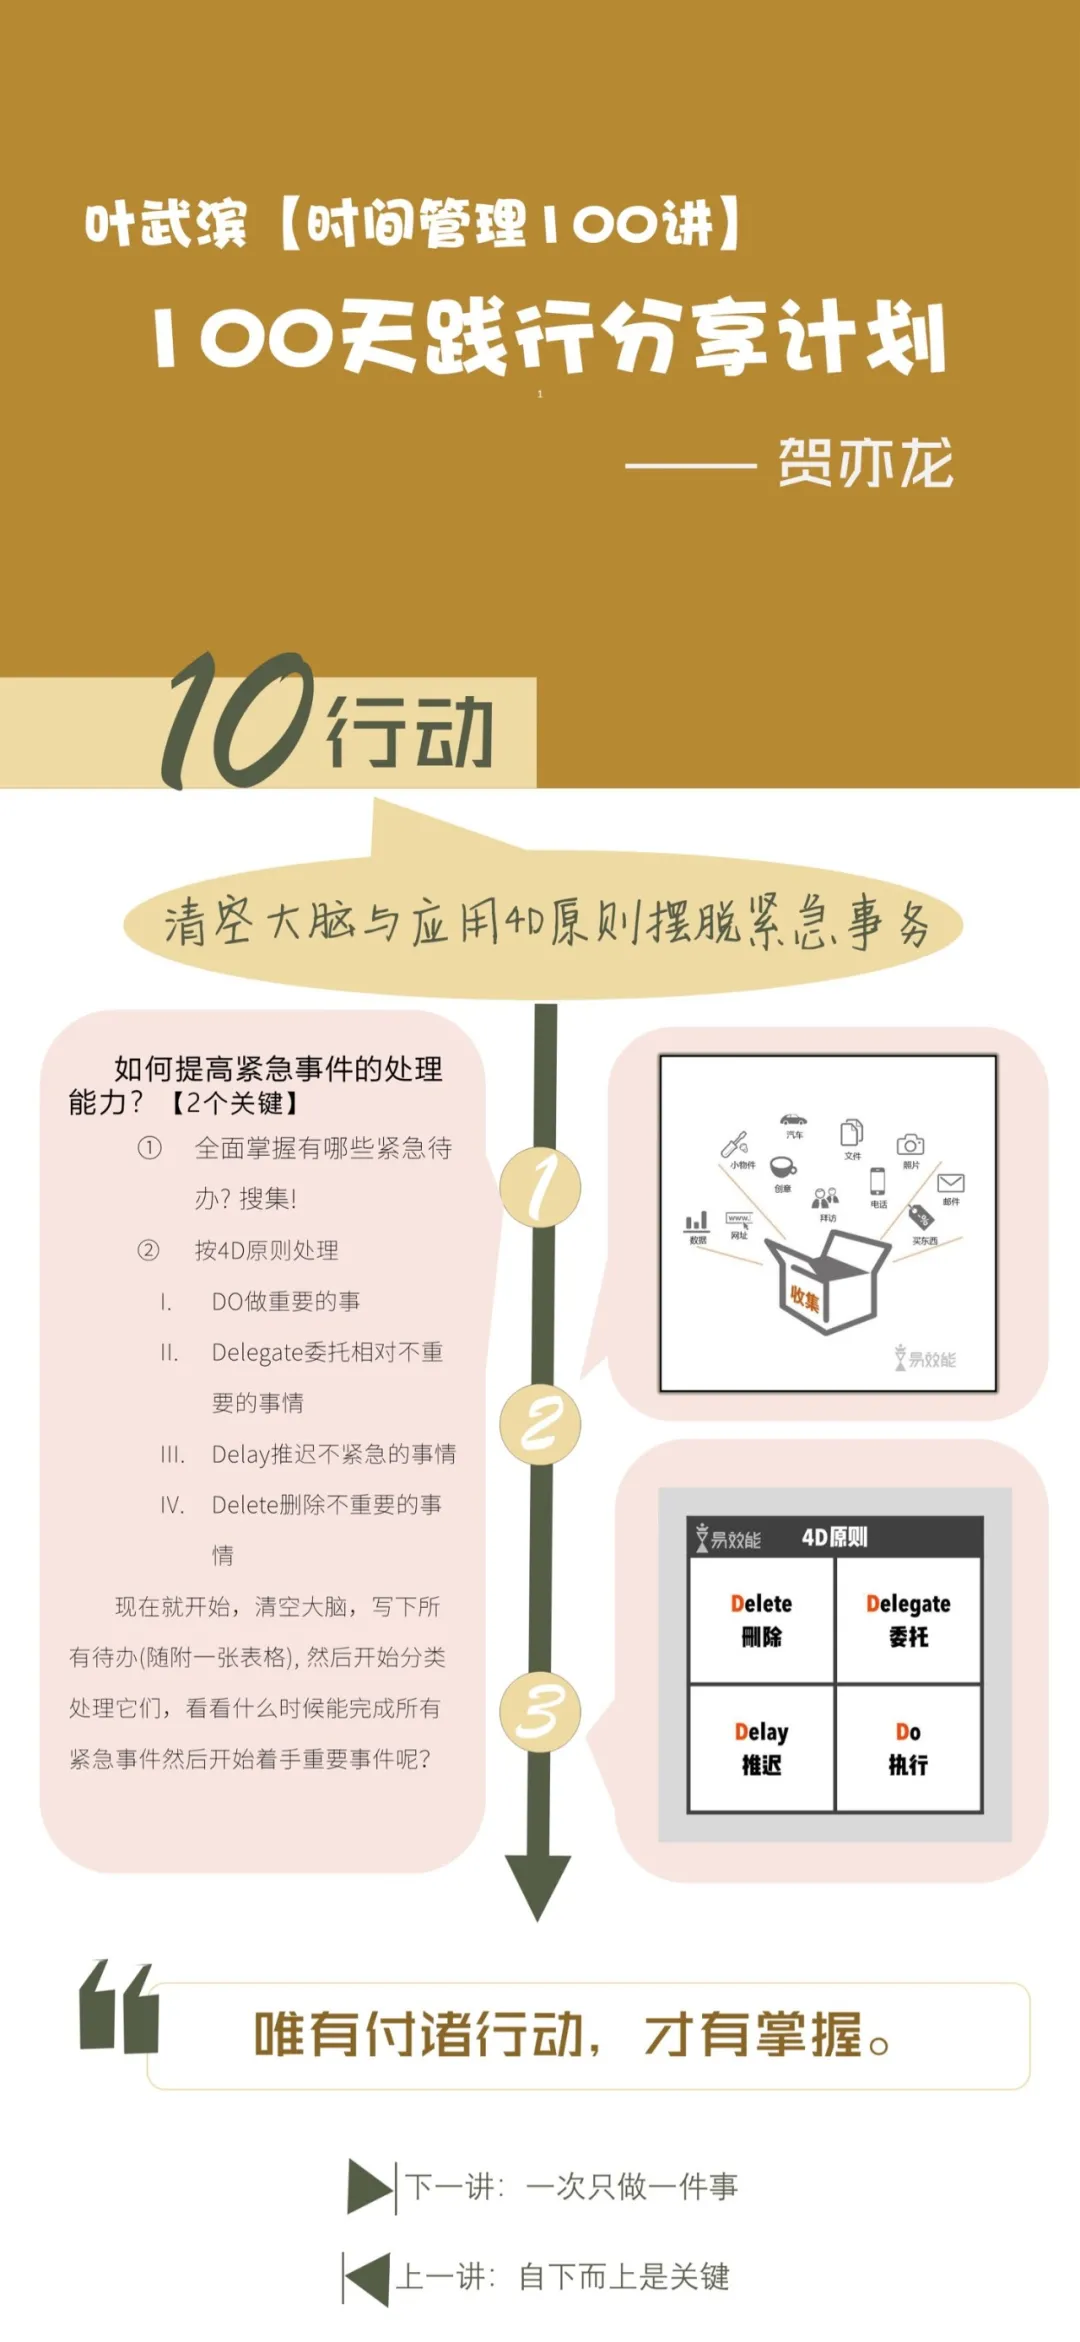 叶武滨【时间管理100讲】
100天践行分享计划
1
—— 贺亦龙
10行动
清空大脑与应用4D原则摆脱紧急事务
如何提高紧急事件的处理
能力？【2个关键】
① 全面掌握有哪些紧急待
办? 搜集!
② 按4D原则处理
I. DO做重要的事
II. Delegate委托相对不重
要的事情
III. Delay推迟不紧急的事情
IV. Delete删除不重要的事
情
现在就开始，清空大脑，写下所
有待办(随附一张表格), 然后开始分类
处理它们，看看什么时候能完成所有
紧急事件然后开始着手重要事件呢？
1
2
3
汽车
小物件
文件
照片
创意
拜访
电话
邮件
数据
www.
网址
%
买东西
收集
易效能
易效能 4D原则
Delete
删除
Delegate
委托
Delay
推迟
Do
执行
唯有付诸行动，才有掌握。
下一讲：一次只做一件事
上一讲：自下而上是关键